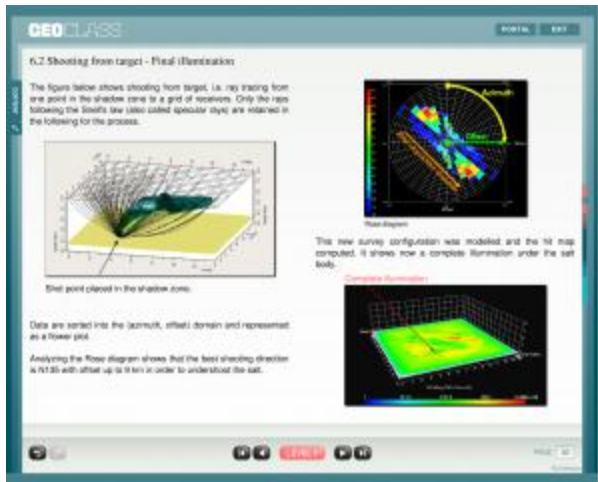 GEOCLASS
PORTAL EXIT
6.2 Shooting from target - Final illumination
The figure below shows shooting from target, i.e. ray tracing from
one point in the shadow zone to a grid of receivers. Only the rays
following the Snell's law (also called specular rays) are retained in
the following for the process.
Azimuth
Offset
Rose diagram
This new survey configuration was modelled and the hit map
computed. It shows now a complete illumination under the salt
body.
Complete illumination
Shot point placed in the shadow zone.
Data are sorted into the (azimuth, offset) domain and represented
as a flower plot.
Analyzing the Rose diagram shows that the best shooting direction
is N135 with offset up to 9 km in order to undershoot the salt.
PAGE